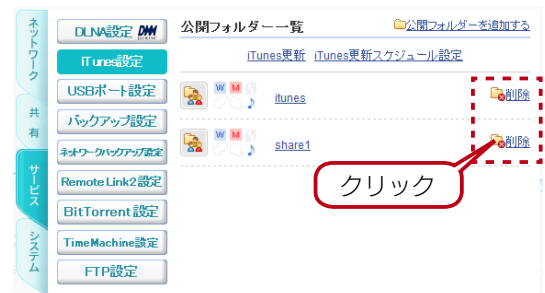 ネットワーク
共有
サービス
システム
DLNA設定
iTunes設定
USBポート設定
バックアップ設定
ネットワークバックアップ設定
Remote Link2設定
BitTorrent設定
TimeMachine設定
FTP設定
公開フォルダー一覧
公開フォルダーを追加する
iTunes更新 iTunes更新スケジュール設定
W M
itunes
削除
W M
share1
削除
クリック